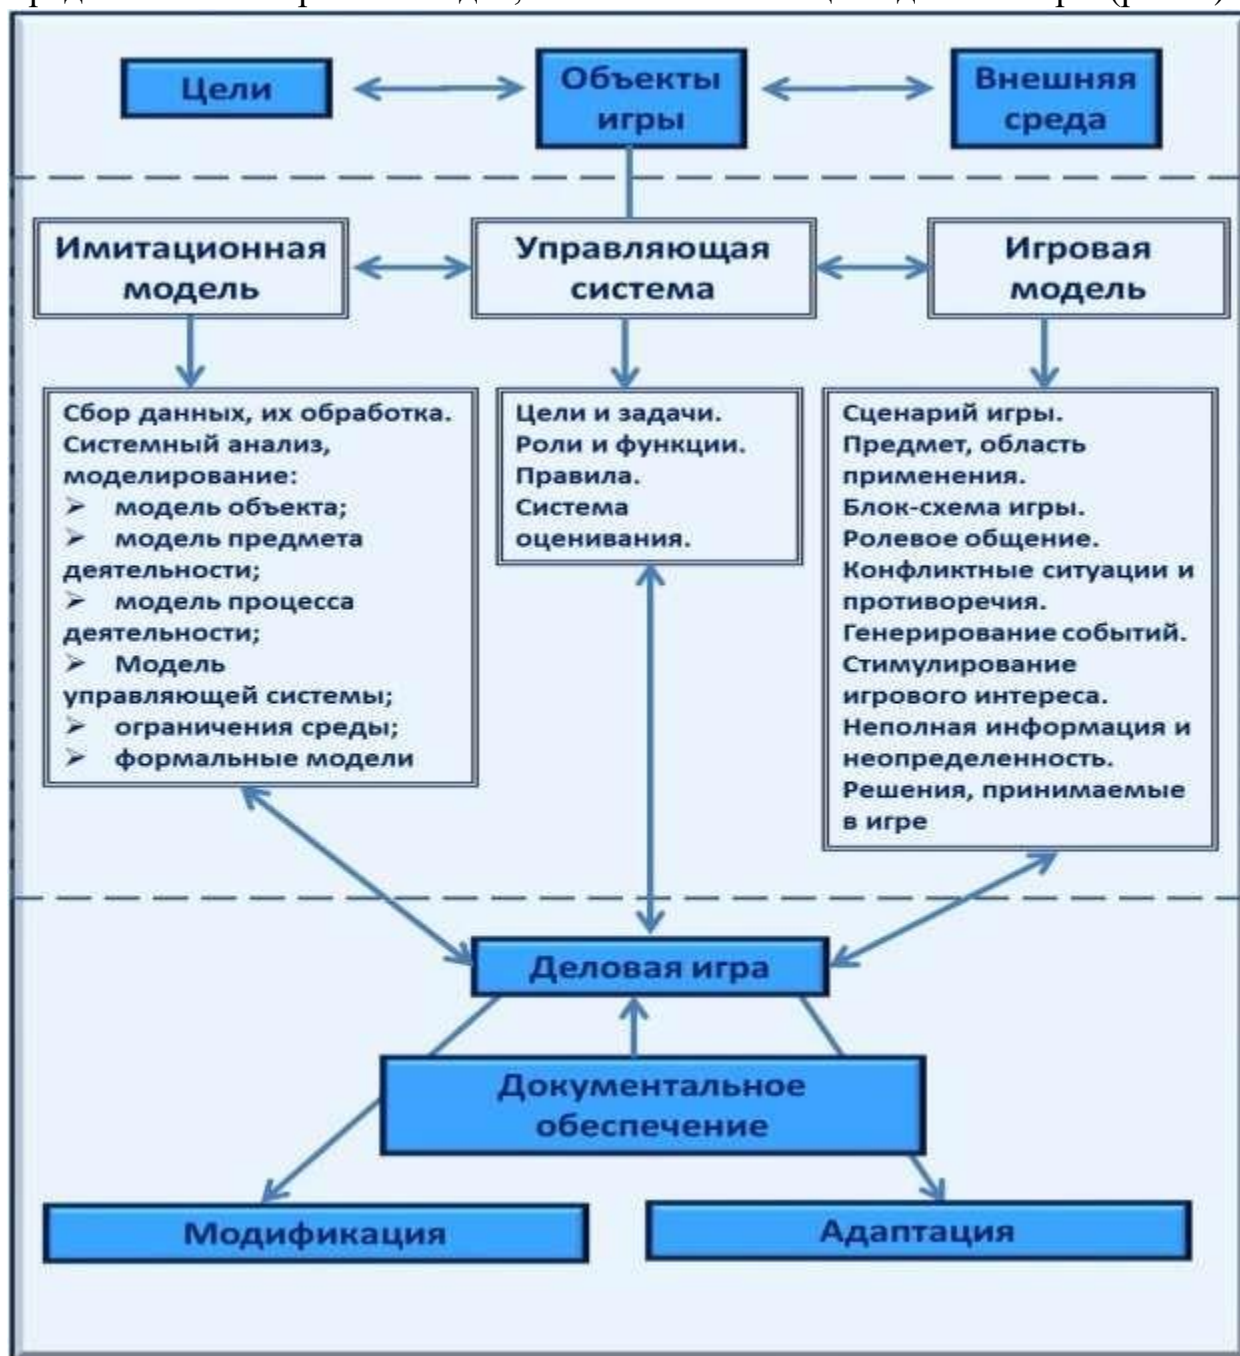 Цели
Объекты
игры
Внешняя
среда
Имитационная
модель
Управляющая
система
Игровая
модель
Сбор данных, их обработка.
Системный анализ,
моделирование:
➢ модель объекта;
➢ модель предмета
деятельности;
➢ модель процесса
деятельности;
➢ Модель
управляющей системы;
➢ ограничения среды;
➢ формальные модели
Цели и задачи.
Роли и функции.
Правила.
Система
оценивания.
Сценарий игры.
Предмет, область
применения.
Блок-схема игры.
Ролевое общение.
Конфликтные ситуации и
противоречия.
Генерирование событий.
Стимулирование
игрового интереса.
Неполная информация и
неопределенность.
Решения, принимаемые
в игре
Деловая игра
Документальное
обеспечение
Модификация
Адаптация